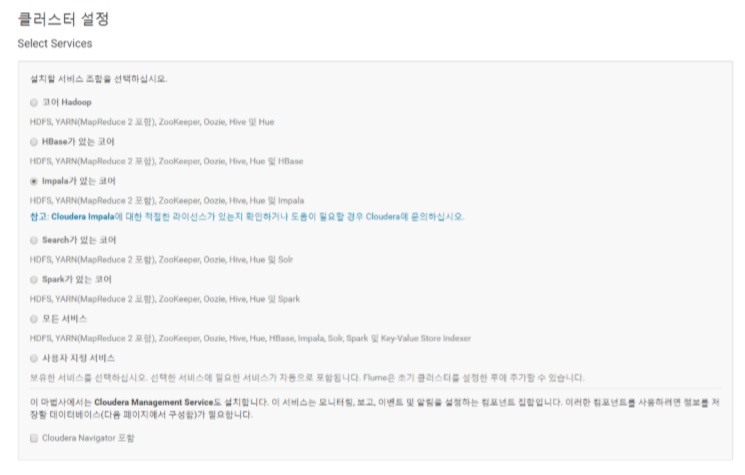 클러스터 설정
Select Services
설치할 서비스 조합을 선택하십시오.
코어 Hadoop
HDFS, YARN(MapReduce 2 포함), ZooKeeper, Oozie, Hive 및 Hue
HBase가 있는 코어
HDFS, YARN(MapReduce 2 포함), ZooKeeper, Oozie, Hive, Hue 및 HBase
Impala가 있는 코어
HDFS, YARN(MapReduce 2 포함), ZooKeeper, Oozie, Hive, Hue 및 Impala
참고: Cloudera Impala에 대한 적절한 라이선스가 있는지 확인하거나 도움이 필요할 경우 Cloudera에 문의하십시오.
Search가 있는 코어
HDFS, YARN(MapReduce 2 포함), ZooKeeper, Oozie, Hive, Hue 및 Solr
Spark가 있는 코어
HDFS, YARN(MapReduce 2 포함), ZooKeeper, Oozie, Hive, Hue 및 Spark
모든 서비스
HDFS, YARN(MapReduce 2 포함), ZooKeeper, Oozie, Hive, Hue, HBase, Impala, Solr, Spark 및 Key-Value Store Indexer
사용자 지정 서비스
보유한 서비스를 선택하십시오. 선택한 서비스에 필요한 서비스가 자동으로 포함됩니다. Flume은 초기 클러스터를 설정한 후에 추가할 수 있습니다.
이 마법사에서는 Cloudera Management Service도 설치합니다. 이 서비스는 모니터링, 보고, 이벤트 및 알림을 설정하는 컴포넌트 집합입니다. 이러한 컴포넌트를 사용하려면 정보를 저
장할 데이터베이스(다음 페이지에서 구성함)가 필요합니다.
Cloudera Navigator 포함